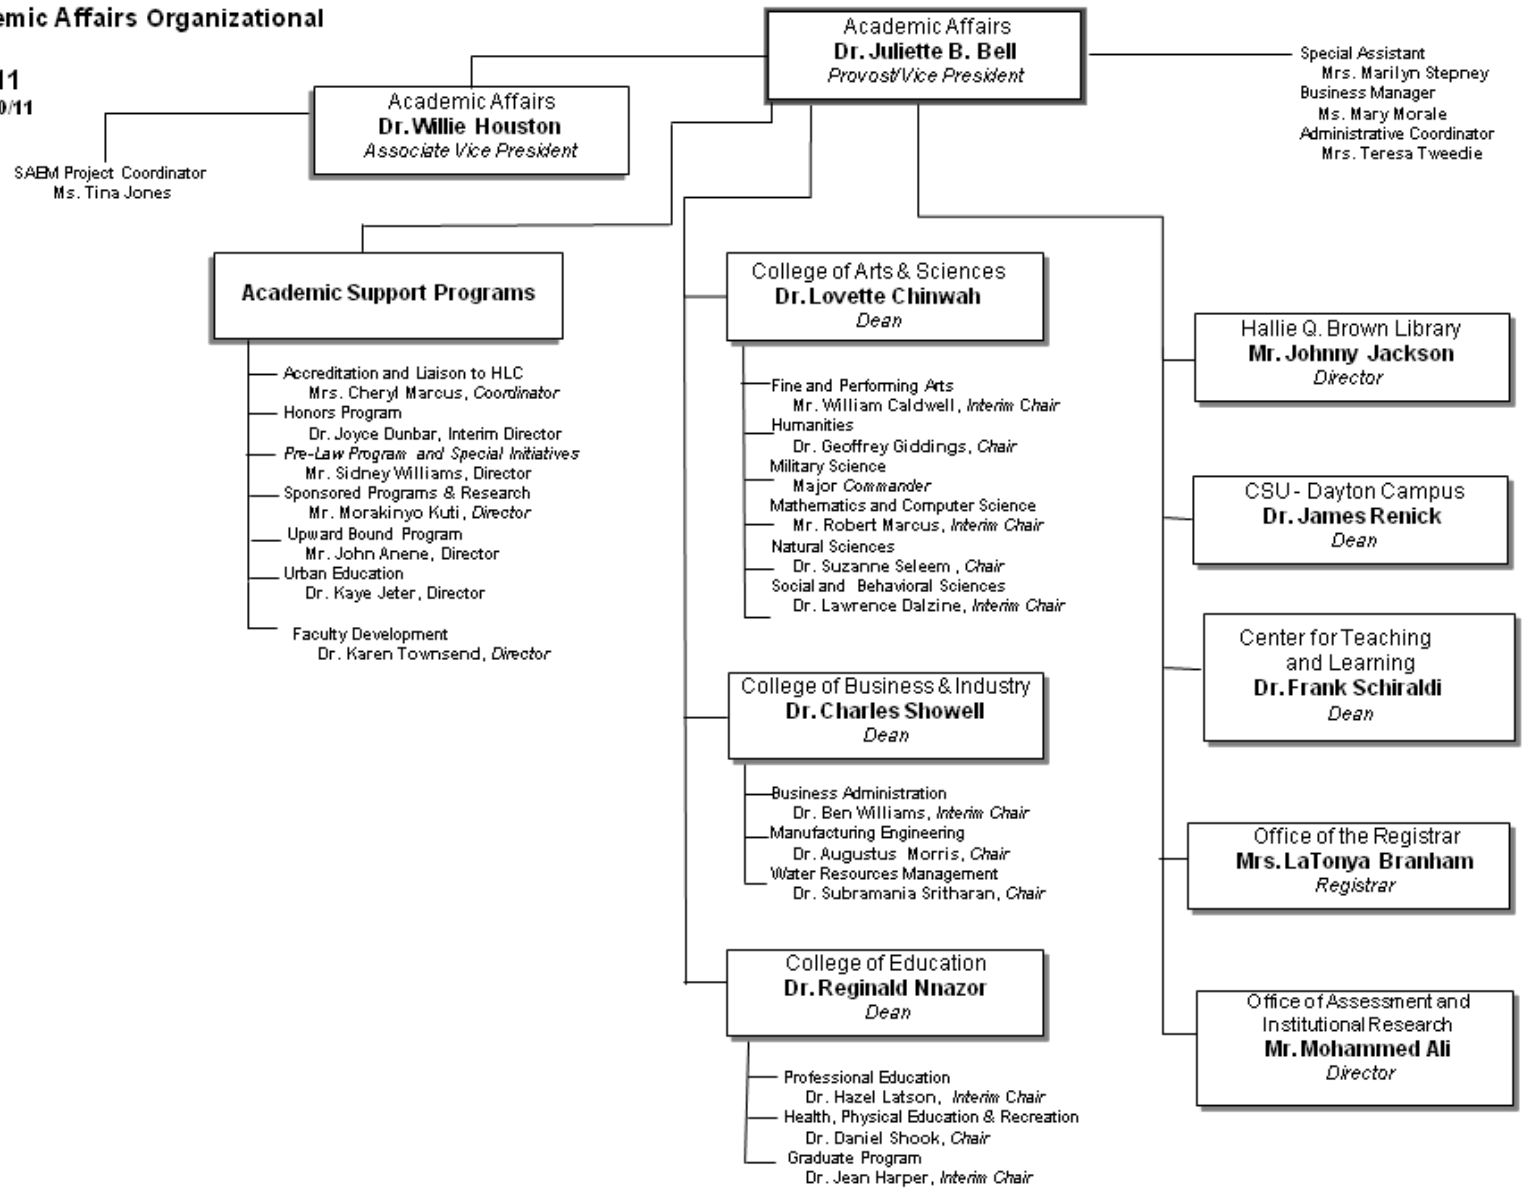 Affairs Organizational
Academic Affairs
Dr. Juliette B. Bell
Provost/Vice President
Special Assistant
Mrs. Marilyn Stepney
Business Manager
Ms. Mary Morale
Administrative Coordinator
Mrs. Teresa Tweedie
Academic Affairs
Dr. Willie Houston
Associate Vice President
SAEM Project Coordinator
Ms. Tina Jones
Academic Support Programs
Accreditation and Liaison to HLC
Mrs. Cheryl Marcus, Coordinator
Honors Program
Dr. Joyce Dunbar, Interim Director
Pre-Law Program and Special Initiatives
Mr. Sidney Williams, Director
Sponsored Programs & Research
Mr. Morakinyo Kuti, Director
Upward Bound Program
Mr. John Anene, Director
Urban Education
Dr. Kaye Jeter, Director
Faculty Development
Dr. Karen Townsend, Director
College of Arts & Sciences
Dr. Lovette Chinwah
Dean
Fine and Performing Arts
Mr. William Caldwell, Interim Chair
Humanities
Dr. Geoffrey Giddings, Chair
Military Science
Major Commander
Mathematics and Computer Science
Mr. Robert Marcus, Interim Chair
Natural Sciences
Dr. Suzanne Seleem , Chair
Social and Behavioral Sciences
Dr. Lawrence Dalzine, Interim Chair
College of Business & Industry
Dr. Charles Showell
Dean
Business Administration
Dr. Ben Williams, Interim Chair
Manufacturing Engineering
Dr. Augustus Morris, Chair
Water Resources Management
Dr. Subramania Sritharan, Chair
College of Education
Dr. Reginald Nnazor
Dean
Professional Education
Dr. Hazel Latson, Interim Chair
Health, Physical Education & Recreation
Dr. Daniel Shook, Chair
Graduate Program
Dr. Jean Harper, Interim Chair
Hallie Q. Brown Library
Mr. Johnny Jackson
Director
CSU - Dayton Campus
Dr. James Renick
Dean
Center for Teaching
and Learning
Dr. Frank Schiraldi
Dean
Office of the Registrar
Mrs. LaTonya Branham
Registrar
Office of Assessment and
Institutional Research
Mr. Mohammed Ali
Director